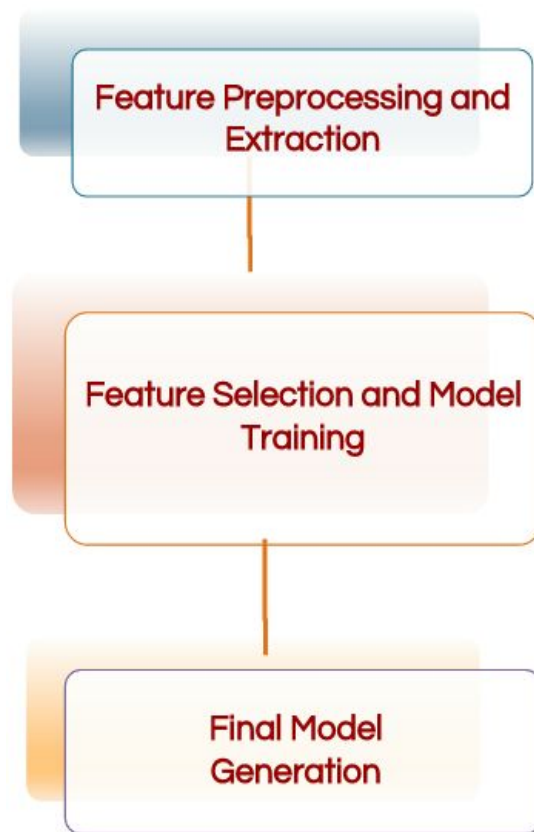 Feature Preprocessing and
Extraction
Feature Selection and Model
Training
Final Model
Generation